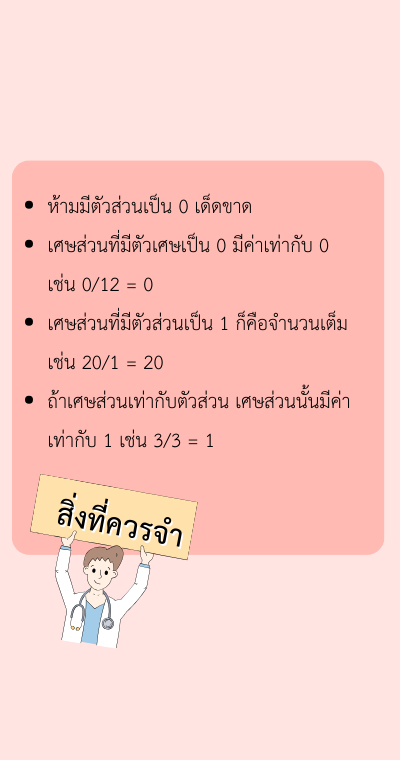 • ห้ามมีตัวส่วนเป็น 0 เด็ดขาด
• เศษส่วนที่มีตัวเศษเป็น 0 มีค่าเท่ากับ 0
เช่น 0/12 = 0
• เศษส่วนที่มีตัวส่วนเป็น 1 ก็คือจำนวนเต็ม
เช่น 20/1 = 20
• ถ้าเศษส่วนเท่ากับตัวส่วน เศษส่วนนั้นมีค่า
เท่ากับ 1 เช่น 3/3 = 1
สิ่งที่ควรจำ